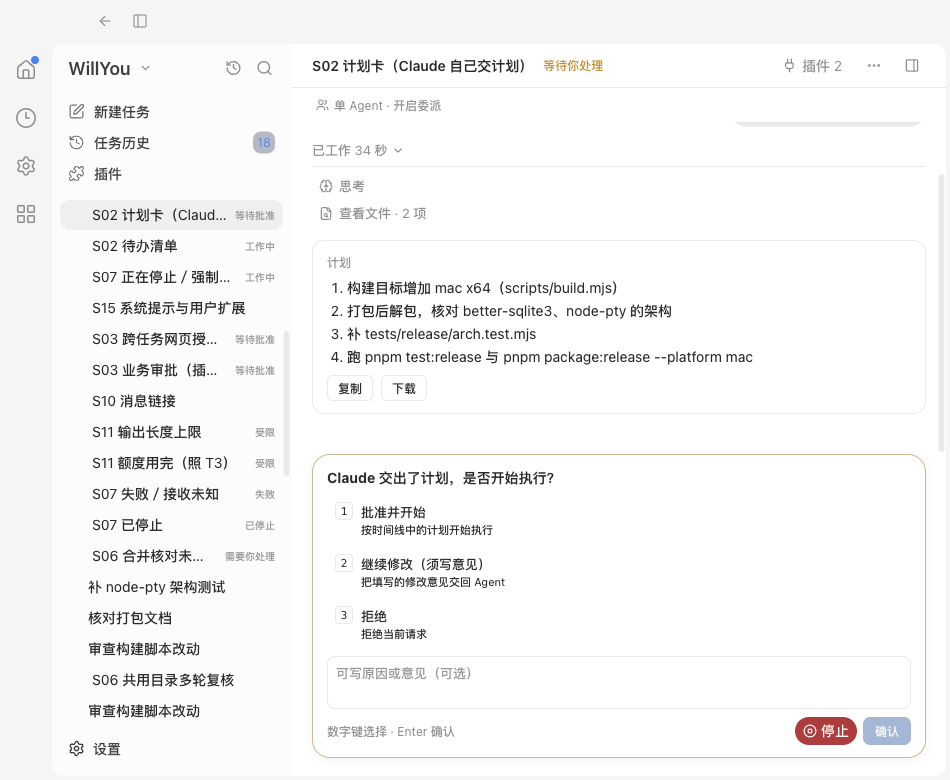 WillYou
新建任务
任务历史 18
插件
S02 计划卡（Claud... 等待批准
S02 待办清单 工作中
S07 正在停止 / 强制... 工作中
S15 系统提示与用户扩展
S03 跨任务网页授... 等待批准
S03 业务审批（插... 等待批准
S10 消息链接
S11 输出长度上限 受限
S11 额度用完（照 T3） 受限
S07 失败 / 接收未知 失败
S07 已停止 已停止
S06 合并核对未... 需要你处理
补 node-pty 架构测试
核对打包文档
审查构建脚本改动
S06 共用目录多轮复核
审查构建脚本改动
设置
S02 计划卡（Claude 自己交计划） 等待你处理 插件 2
单 Agent · 开启委派
已工作 34 秒
思考
查看文件 · 2 项
计划
1. 构建目标增加 mac x64（scripts/build.mjs）
2. 打包后解包，核对 better-sqlite3、node-pty 的架构
3. 补 tests/release/arch.test.mjs
4. 跑 pnpm test:release 与 pnpm package:release --platform mac
复制 下载
Claude 交出了计划，是否开始执行?
1 批准并开始
按时间线中的计划开始执行
2 继续修改（须写意见）
把填写的修改意见交回 Agent
3 拒绝
拒绝当前请求
可写原因或意见（可选）
数字键选择 · Enter 确认 停止 确认